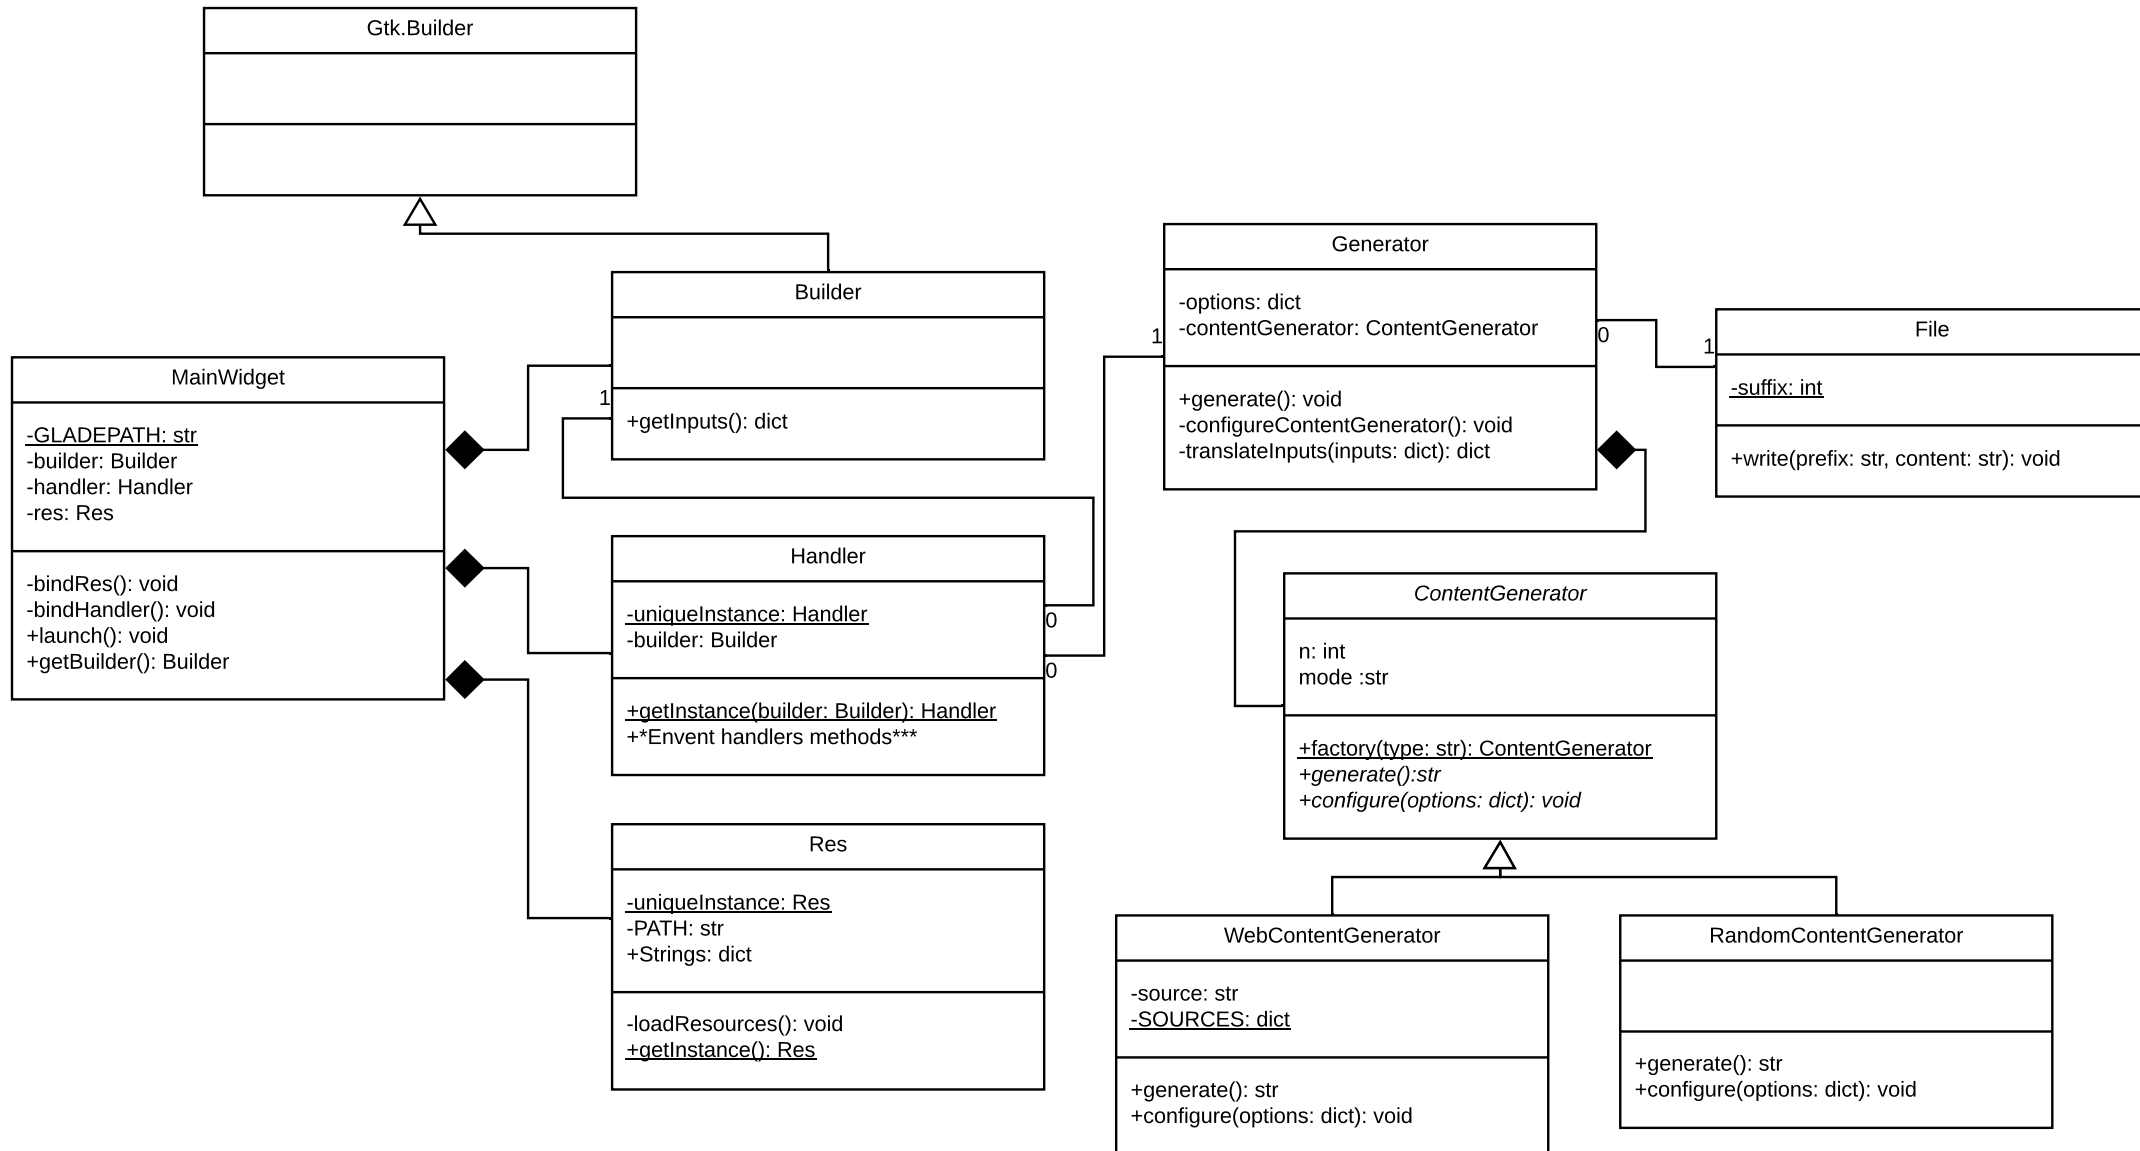 Gtk.Builder
Builder
+getInputs(): dict
1
MainWidget
-GLADEPATH: str
-builder: Builder
-handler: Handler
-res: Res
-bindRes(): void
-bindHandler(): void
+launch(): void
+getBuilder(): Builder
Handler
-uniqueInstance: Handler
-builder: Builder
+getInstance(builder: Builder): Handler
+*Envent handlers methods***
0
0
Res
-uniqueInstance: Res
-PATH: str
+Strings: dict
-loadResources(): void
+getInstance(): Res
1
Generator
-options: dict
-contentGenerator: ContentGenerator
+generate(): void
-configureContentGenerator(): void
-translateInputs(inputs: dict): dict
0
1
File
-suffix: int
+write(prefix: str, content: str): void
ContentGenerator
n: int
mode :str
+factory(type: str): ContentGenerator
+generate():str
+configure(options: dict): void
WebContentGenerator
-source: str
-SOURCES: dict
+generate(): str
+configure(options: dict): void
RandomContentGenerator
+generate(): str
+configure(options: dict): void